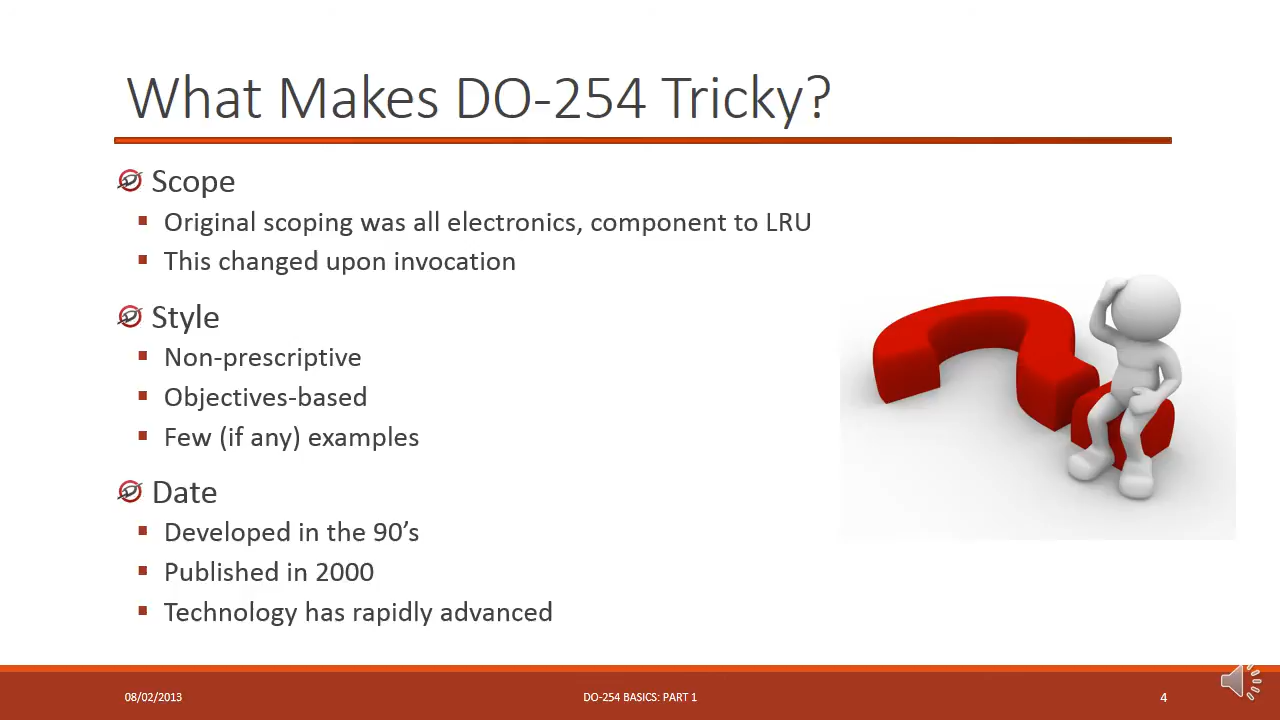 What Makes DO-254 Tricky?
Scope
Original scoping was all electronics, component to LRU
This changed upon invocation
Style
Non-prescriptive
Objectives-based
Few (if any) examples
Date
Developed in the 90’s
Published in 2000
Technology has rapidly advanced
08/02/2013
DO-254 BASICS: PART 1
4